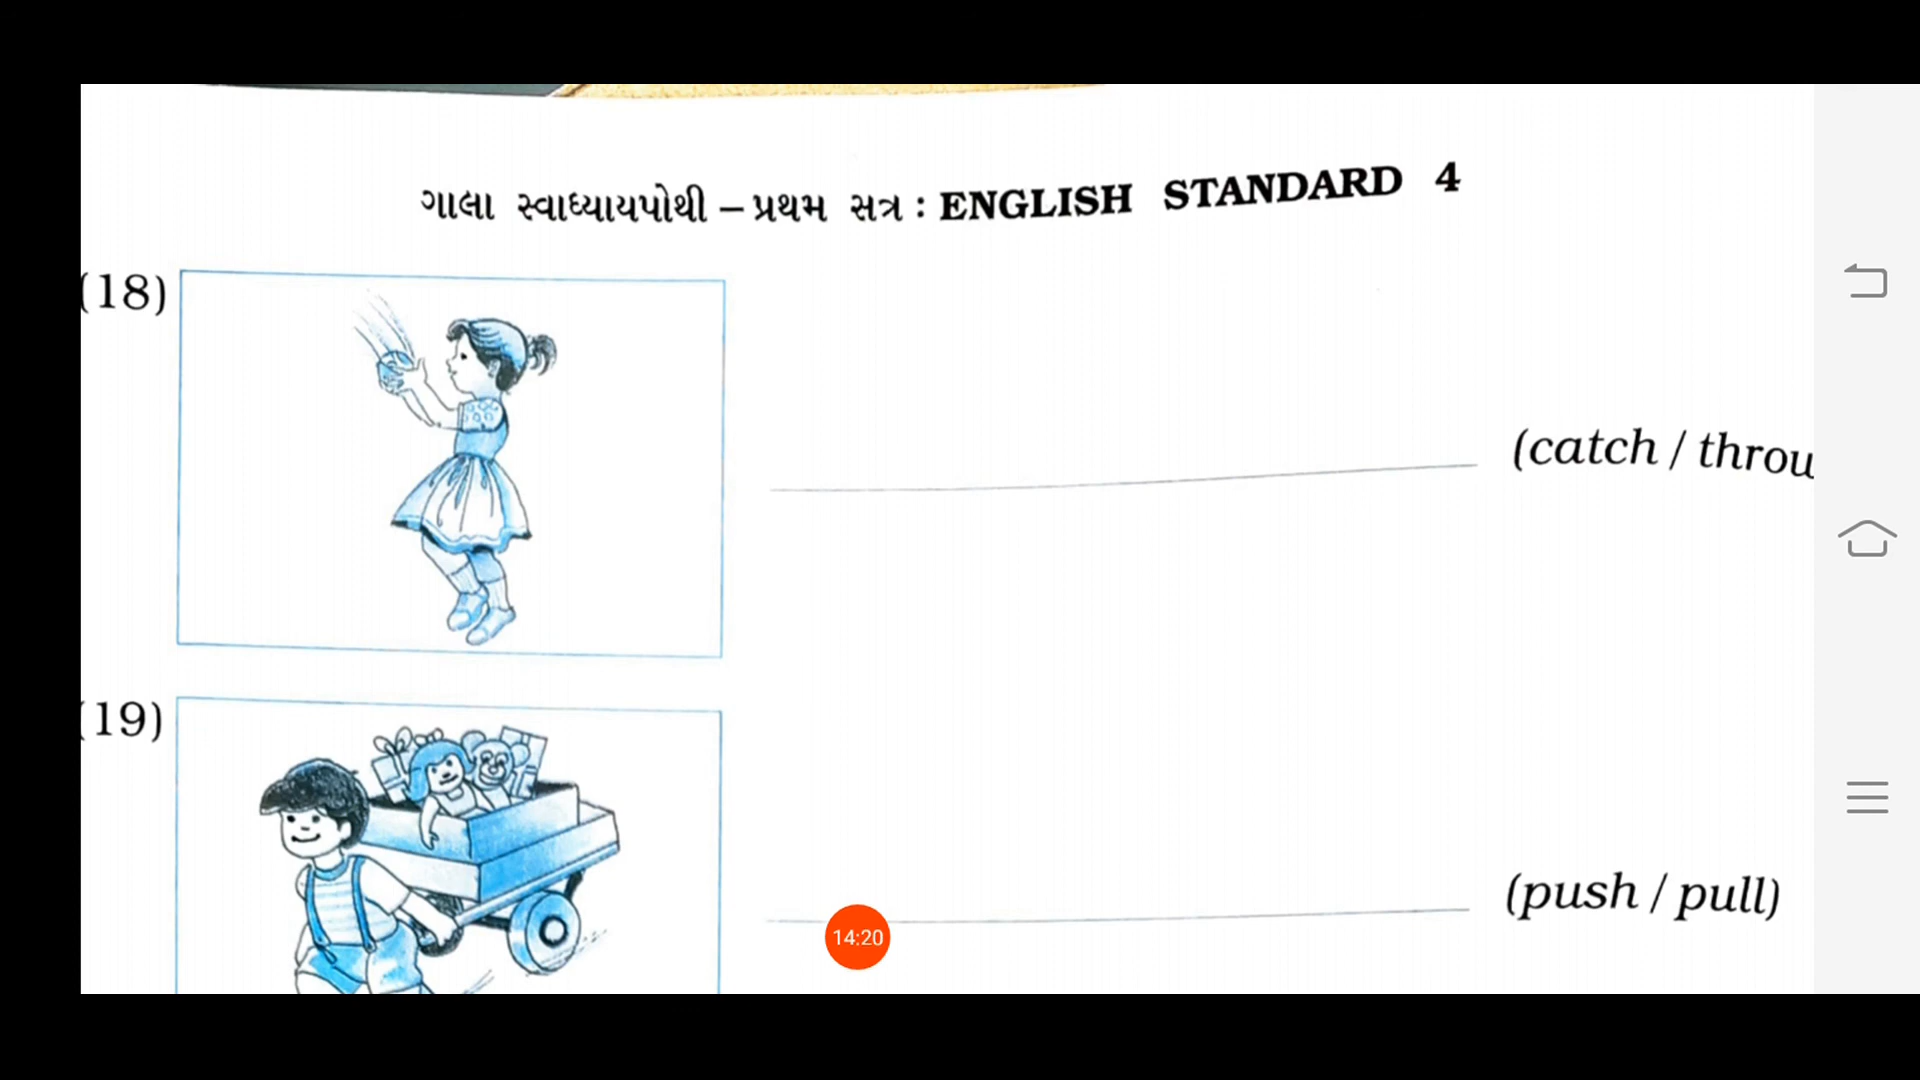 ગાલા સ્વાધ્યાયપોથી – પ્રથમ સત્ર : ENGLISH STANDARD 4
(18)
(catch / throu
(19)
(push / pull)
14:20